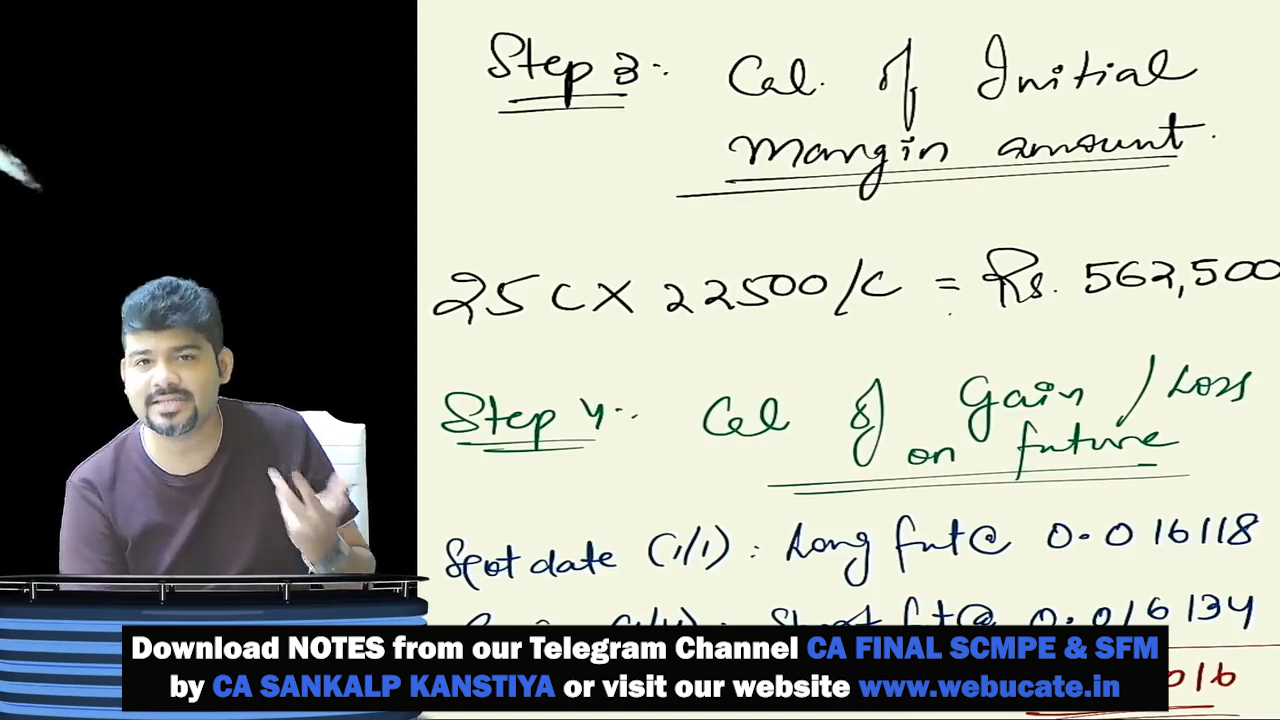 Step 3:- Cal. of Initial
margin amount.
25 C X 22500/C = Rs. 562,500
Step 4:- Cal of Gain / Loss
on future
Spot date (1/1) : Long fut @ 0.016118
0.016134
016
Download NOTES from our Telegram Channel CA FINAL SCMPE & SFM
by CA SANKALP KANSTIYA or visit our website www.webucate.in